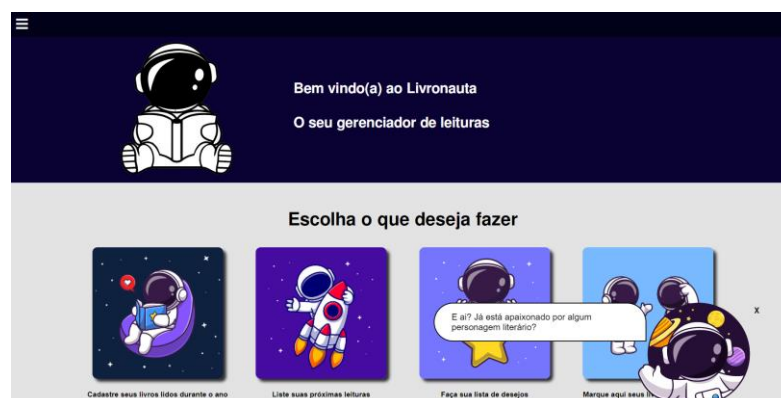 Bem vindo(a) ao Livronauta
O seu gerenciador de leituras
Escolha o que deseja fazer
E ai? Já está apaixonado por algum
personagem literário?
x
Cadastre seus livros lidos durante o ano
Liste suas próximas leituras
Faça sua lista de desejos
Marque aqui seus